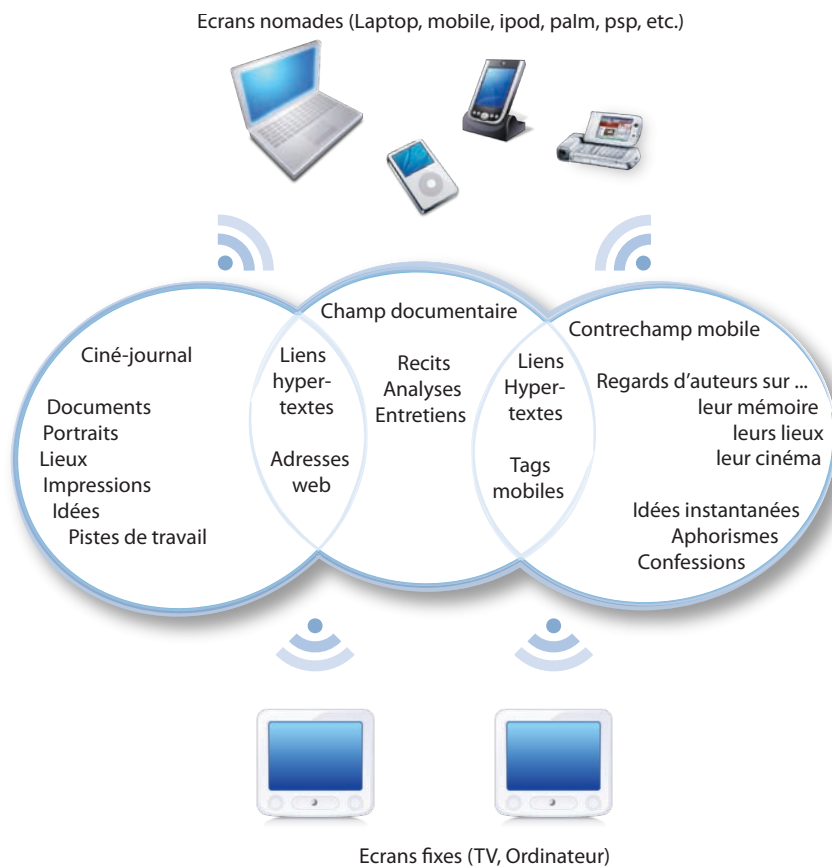 Ecrans nomades (Laptop, mobile, ipod, palm, psp, etc.)
Ciné-journal
Documents
Portraits
Lieux
Impressions
Idées
Pistes de travail
Liens
hyper-
textes
Adresses
web
Champ documentaire
Recits
Analyses
Entretiens
Liens
Hyper-
textes
Tags
mobiles
Contrechamp mobile
Regards d'auteurs sur ...
leur mémoire
leurs lieux
leur cinéma
Idées instantanées
Aphorismes
Confessions
Ecrans fixes (TV, Ordinateur)